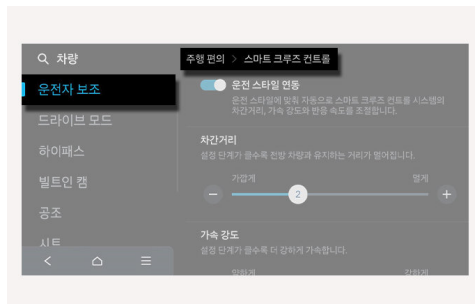 차량
주행 편의 > 스마트 크루즈 컨트롤
운전자 보조
드라이브 모드
하이패스
빌트인 캠
공조
시트
운전 스타일 연동
운전 스타일에 맞춰 자동으로 스마트 크루즈 컨트롤 시스템의
차간거리, 가속 강도와 반응 속도를 조정합니다.
차간거리
설정 단계가 클수록 전방 차량과 유지하는 거리가 멀어집니다.
가깝게
멀게
2
가속 강도
설정 단계가 클수록 더 강하게 가속합니다.
약하게
강하게